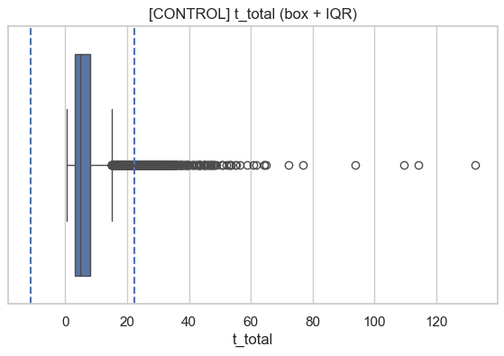 [CONTROL] t_total (box + IQR)
0 20 40 60 80 100 120
t_total